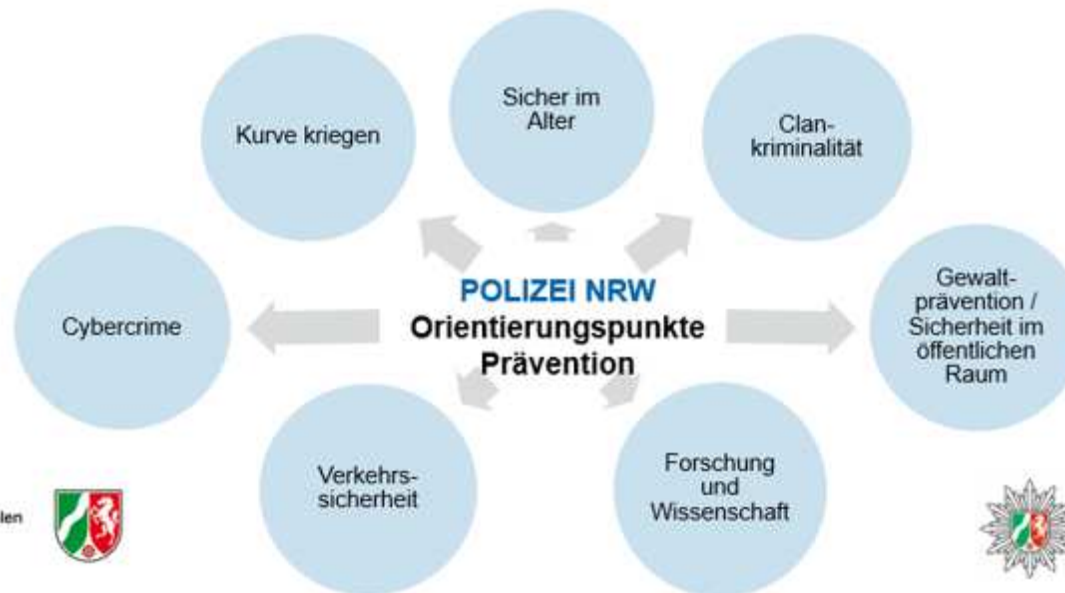 Sicher im
Alter
Kurve kriegen
Clan-
kriminalität
Cybercrime
POLIZEI NRW
Orientierungspunkte
Prävention
Gewalt-
prävention /
Sicherheit im
öffentlichen
Raum
Verkehrs-
sicherheit
Forschung
und
Wissenschaft
len